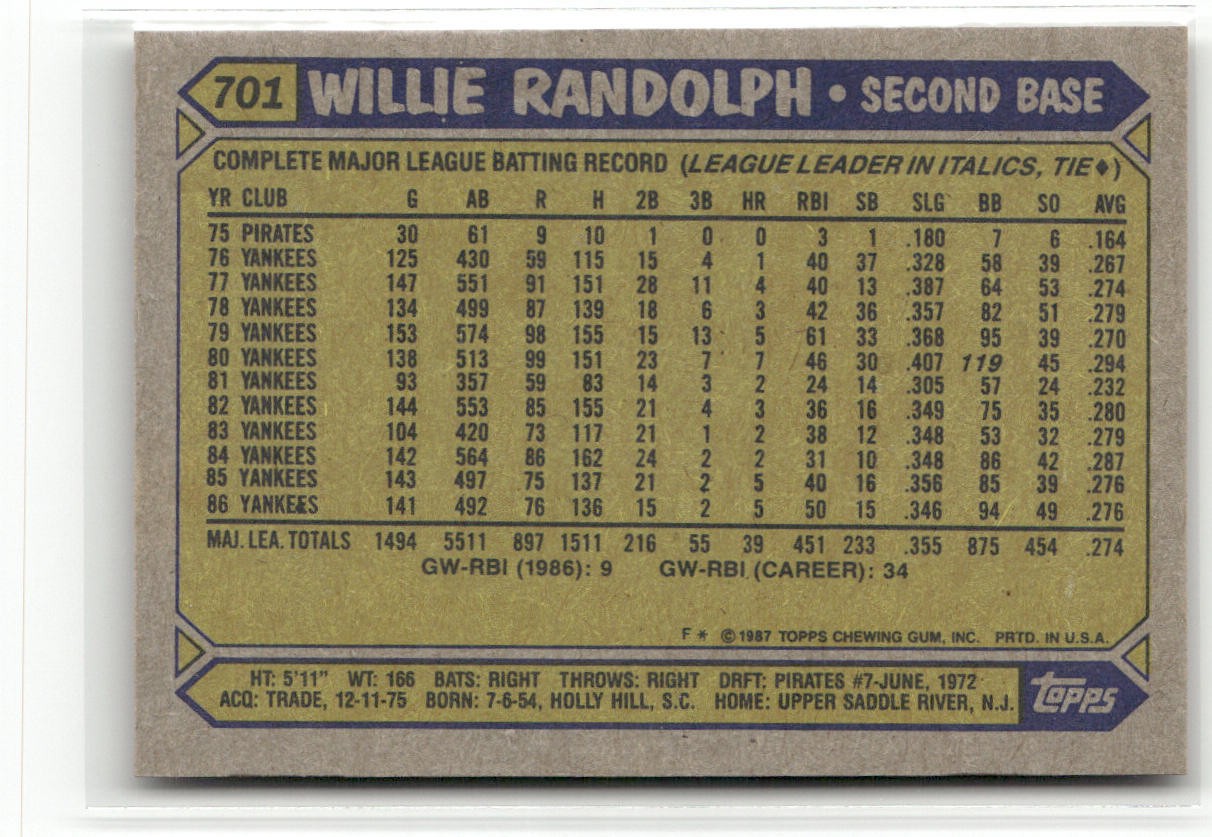 701 WILLIE RANDOLPH • SECOND BASE
COMPLETE MAJOR LEAGUE BATTING RECORD (LEAGUE LEADER IN ITALICS, TIE♦)
YR CLUB G AB R H 2B 3B HR RBI SB SLG BB SO AVG
75 PIRATES 30 61 9 10 1 0 0 3 1 .180 7 6 .164
76 YANKEES 125 430 59 115 15 4 1 40 37 .328 58 39 .267
77 YANKEES 147 551 91 151 28 11 4 40 13 .387 64 53 .274
78 YANKEES 134 499 87 139 18 6 3 42 36 .357 82 51 .279
79 YANKEES 153 574 98 155 15 13 5 61 33 .368 95 39 .270
80 YANKEES 138 513 99 151 23 7 7 46 30 .407 119 45 .294
81 YANKEES 93 357 59 83 14 3 2 24 14 .305 57 24 .232
82 YANKEES 144 553 85 155 21 4 3 36 16 .349 75 35 .280
83 YANKEES 104 420 73 117 21 1 2 38 12 .348 53 32 .279
84 YANKEES 142 564 86 162 24 2 2 31 10 .348 86 42 .287
85 YANKEES 143 497 75 137 21 2 5 40 16 .356 85 39 .276
86 YANKEES 141 492 76 136 15 2 5 50 15 .346 94 49 .276
MAJ. LEA. TOTALS 1494 5511 897 1511 216 55 39 451 233 .355 875 454 .274
GW-RBI (1986): 9 GW-RBI (CAREER): 34
F * ©1987 TOPPS CHEWING GUM, INC. PRTD. IN U.S.A.
HT: 5'11" WT: 166 BATS: RIGHT THROWS: RIGHT DRFT: PIRATES #7-JUNE, 1972
ACQ: TRADE, 12-11-75 BORN: 7-6-54, HOLLY HILL, S.C. HOME: UPPER SADDLE RIVER, N.J.
Topps